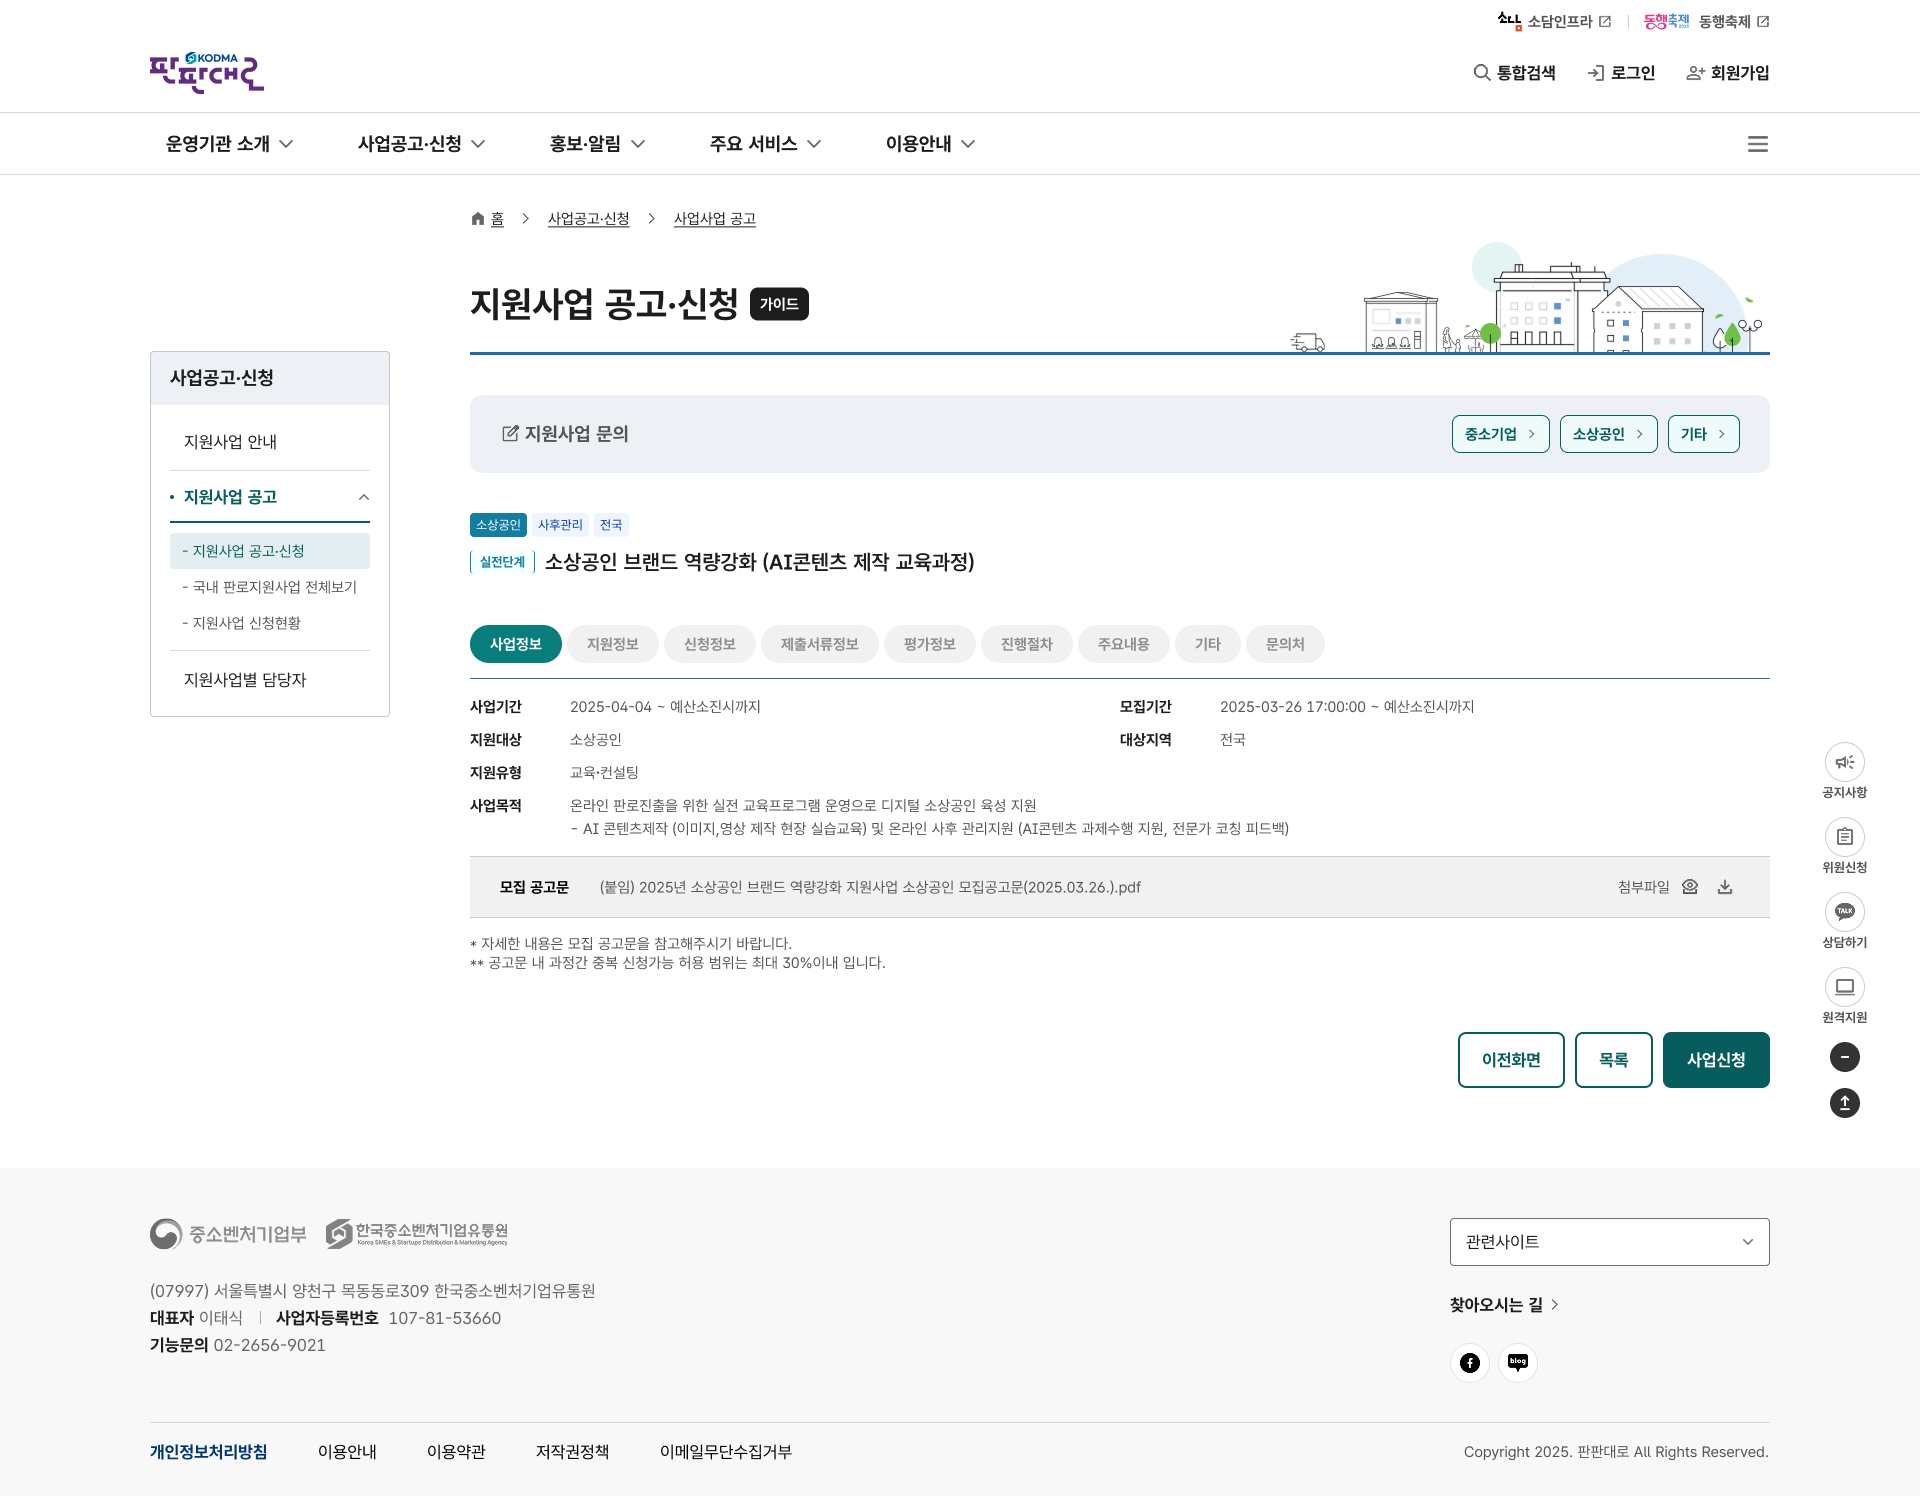 소담
소담인프라
동행축제
동행축제
KODMA
판판대로
통합검색
로그인
회원가입
운영기관 소개
사업공고·신청
홍보·알림
주요 서비스
이용안내
홈
사업공고·신청
사업사업 공고
지원사업 공고·신청
가이드
사업공고·신청
지원사업 안내
지원사업 공고
- 지원사업 공고·신청
- 국내 판로지원사업 전체보기
- 지원사업 신청현황
지원사업별 담당자
지원사업 문의
중소기업
소상공인
기타
소상공인
사후관리
전국
실전단계
소상공인 브랜드 역량강화 (AI콘텐츠 제작 교육과정)
사업정보
지원정보
신청정보
제출서류정보
평가정보
진행절차
주요내용
기타
문의처
사업기간 2025-04-04 ~ 예산소진시까지
모집기간 2025-03-26 17:00:00 ~ 예산소진시까지
지원대상 소상공인
대상지역 전국
지원유형 교육·컨설팅
사업목적 온라인 판로진출을 위한 실전 교육프로그램 운영으로 디지털 소상공인 육성 지원
- AI 콘텐츠제작 (이미지,영상 제작 현장 실습교육) 및 온라인 사후 관리지원 (AI콘텐츠 과제수행 지원, 전문가 코칭 피드백)
모집 공고문 (붙임) 2025년 소상공인 브랜드 역량강화 지원사업 소상공인 모집공고문(2025.03.26.).pdf
첨부파일
* 자세한 내용은 모집 공고문을 참고해주시기 바랍니다.
** 공고문 내 과정간 중복 신청가능 허용 범위는 최대 30%이내 입니다.
이전화면
목록
사업신청
공지사항
위원신청
TALK
상담하기
원격지원
중소벤처기업부
한국중소벤처기업유통원
Korea SMEs & Startups Distribution & Marketing Agency
(07997) 서울특별시 양천구 목동동로309 한국중소벤처기업유통원
대표자 이태식 | 사업자등록번호 107-81-53660
기능문의 02-2656-9021
관련사이트
찾아오시는 길
blog
개인정보처리방침
이용안내
이용약관
저작권정책
이메일무단수집거부
Copyright 2025. 판판대로 All Rights Reserved.